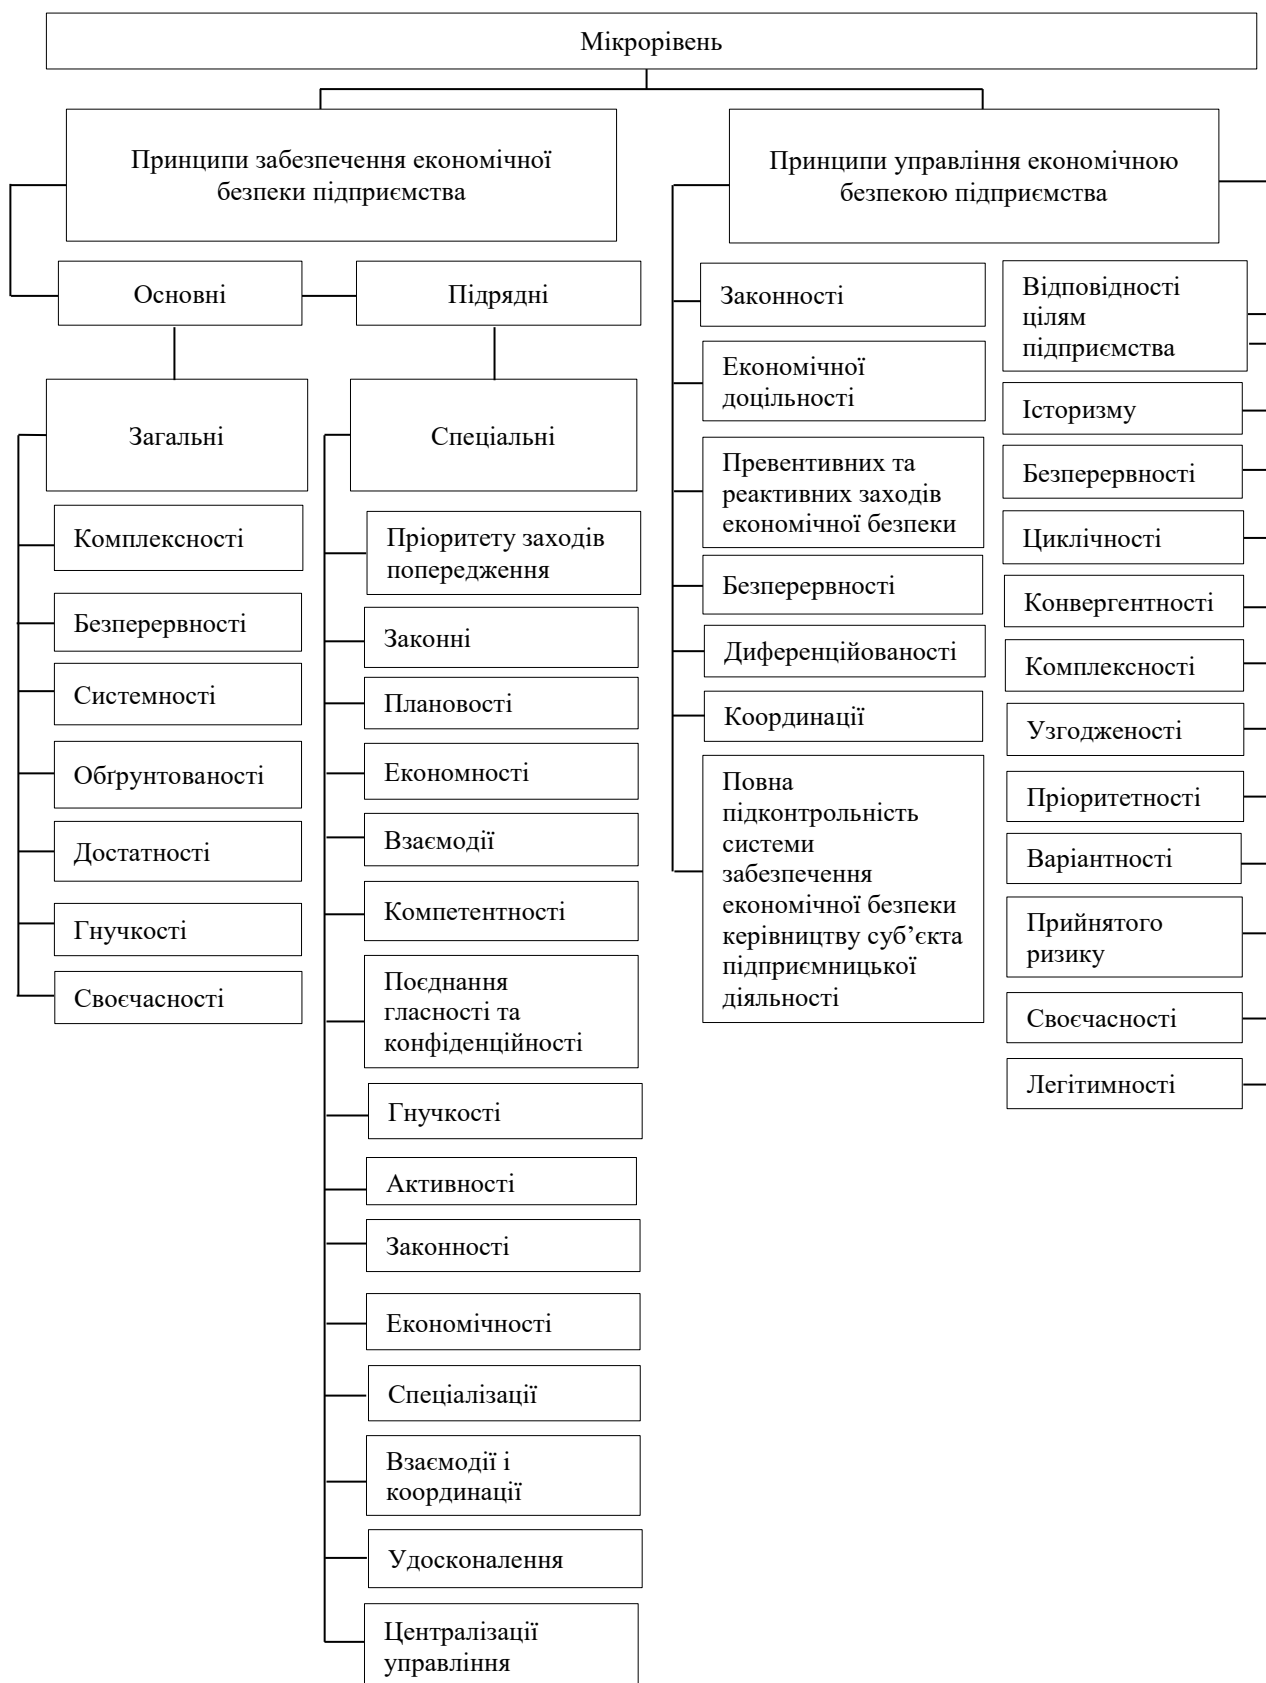 Мікрорівень
Принципи забезпечення економічної
безпеки підприємства
Принципи управління економічною
безпекою підприємства
Основні
Підрядні
Загальні
Комплексності
Безперервності
Системності
Обґрунтованості
Достатності
Гнучкості
Своєчасності
Спеціальні
Пріоритету заходів
попередження
Законні
Плановості
Економності
Взаємодії
Компетентності
Поєднання
гласності та
конфіденційності
Гнучкості
Активності
Законності
Економічності
Спеціалізації
Взаємодії і
координації
Удосконалення
Централізації
управління
Законності
Економічної
доцільності
Превентивних та
реактивних заходів
економічної безпеки
Безперервності
Диференційованості
Координації
Повна
підконтрольність
системи
забезпечення
економічної безпеки
керівництву суб’єкта
підприємницької
діяльності
Відповідності
цілям
підприємства
Історизму
Безперервності
Циклічності
Конвергентності
Комплексності
Узгодженості
Пріоритетності
Варіантності
Прийнятого
ризику
Своєчасності
Легітимності